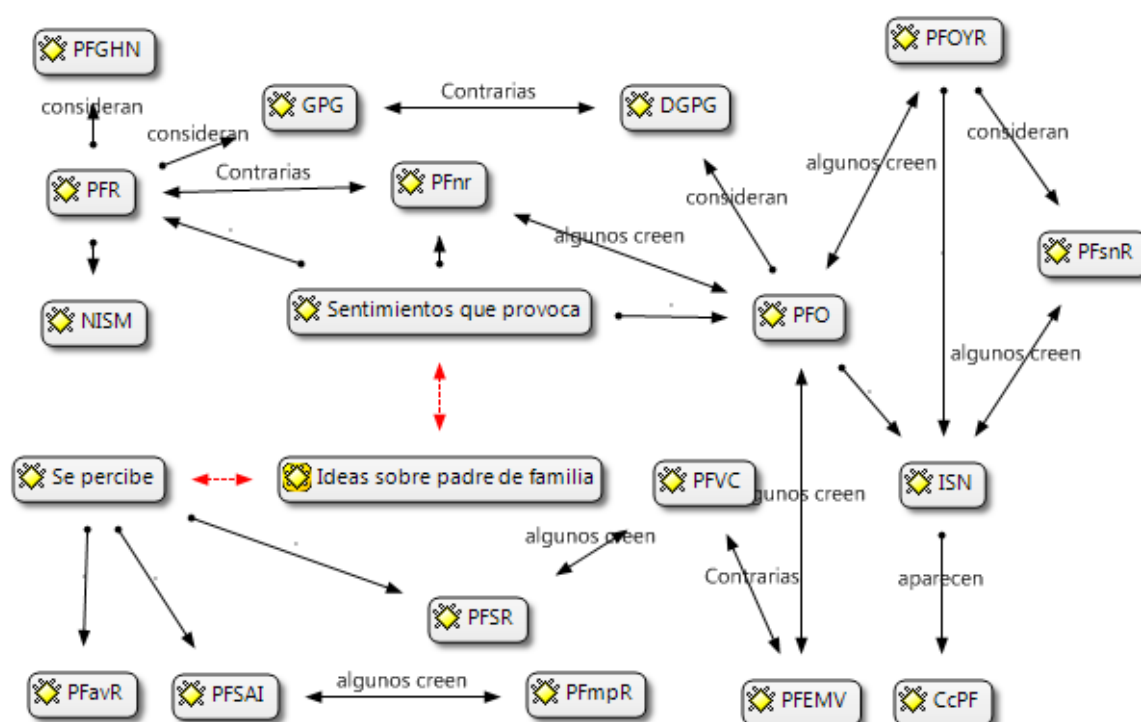 PFGHN
PFOYR
consideran
GPG
Contrarias
DGPG
consideran
consideran
algunos creen
PFR
Contrarias
PFnr
consideran
algunos creen
PFsnR
NISM
Sentimientos que provoca
PFO
algunos creen
Se percibe
Ideas sobre padre de familia
PFVC
gunos creen
ISN
algunos creen
Contrarias
aparecen
PFSR
PFavR
PFSAI
algunos creen
PFmpR
PFEMV
CcPF